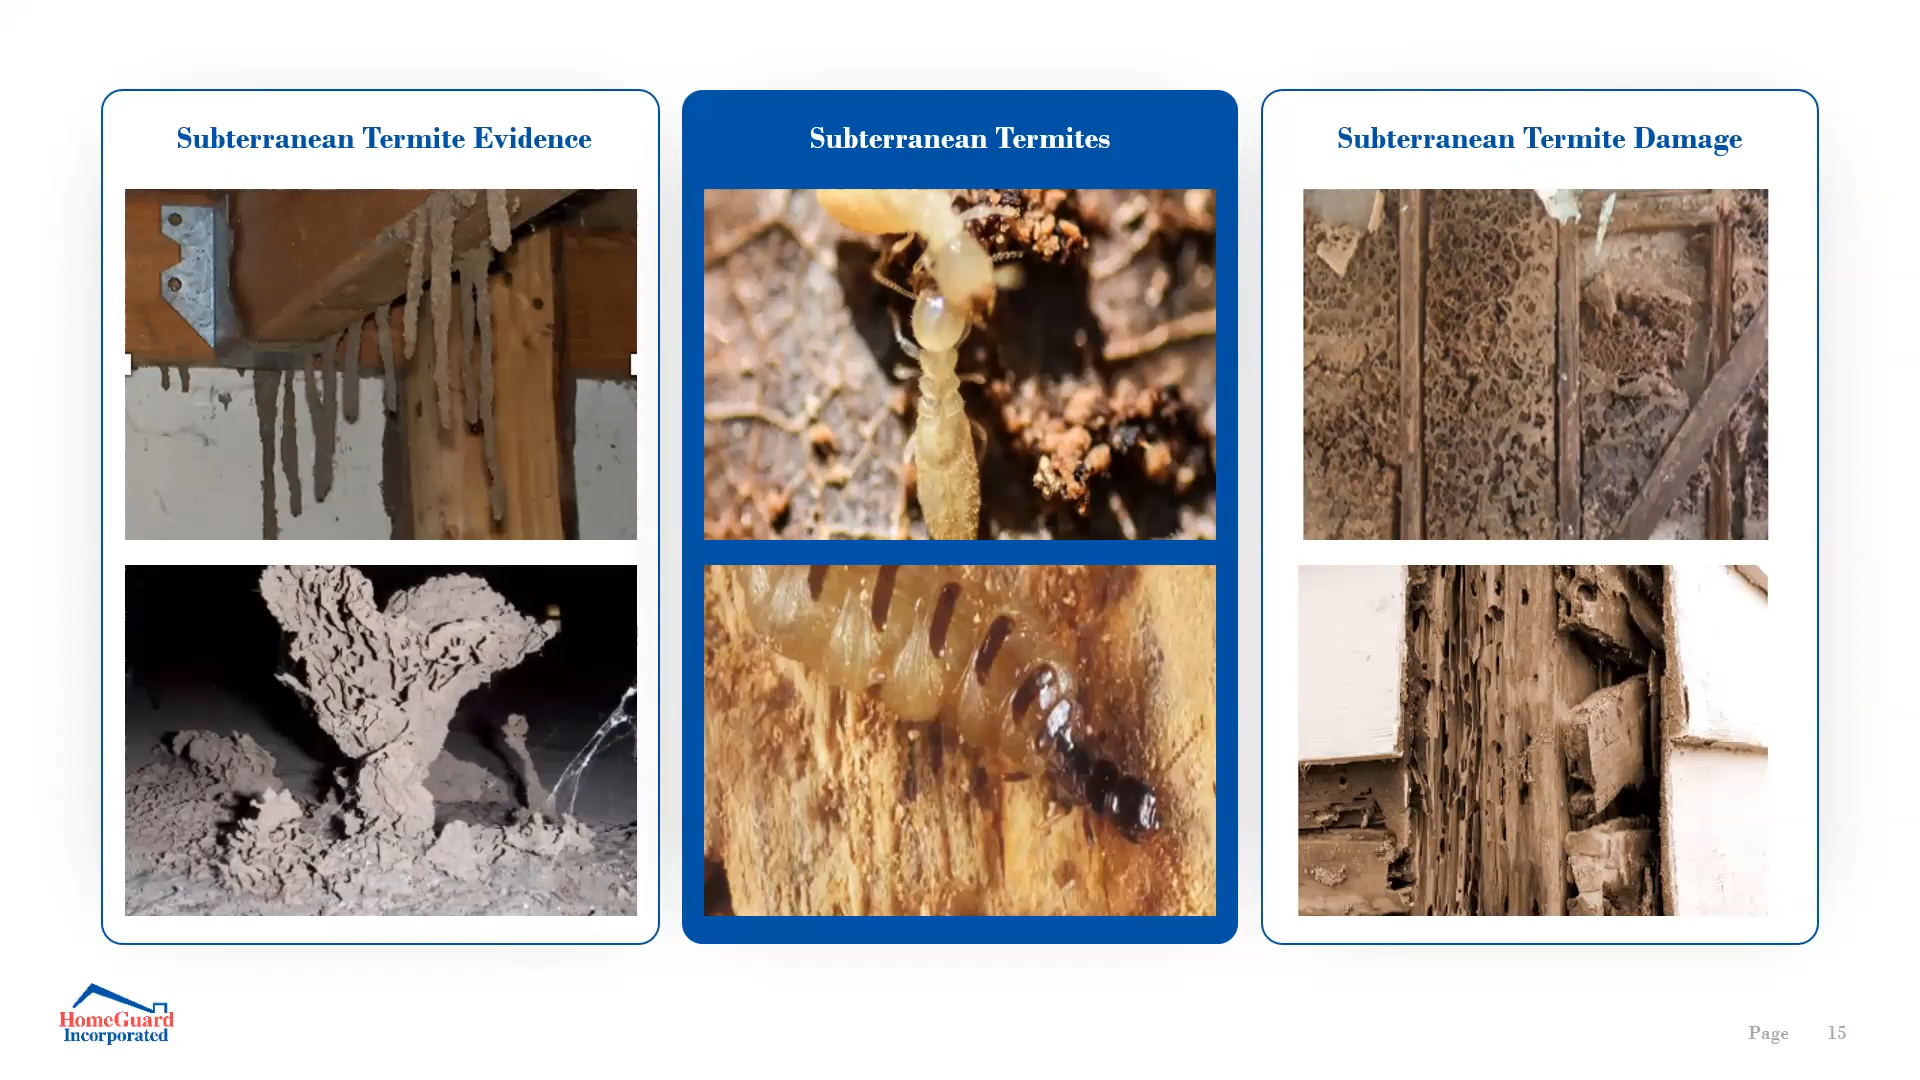 Subterranean Termite Evidence
Subterranean Termites
Subterranean Termite Damage
HomeGuard
Incorporated
Page 15